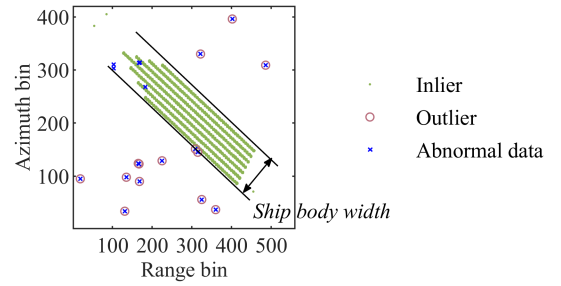 400
300
200
100
Azimuth bin
100 200 300 400 500
Range bin
Ship body width
Inlier
Outlier
Abnormal data